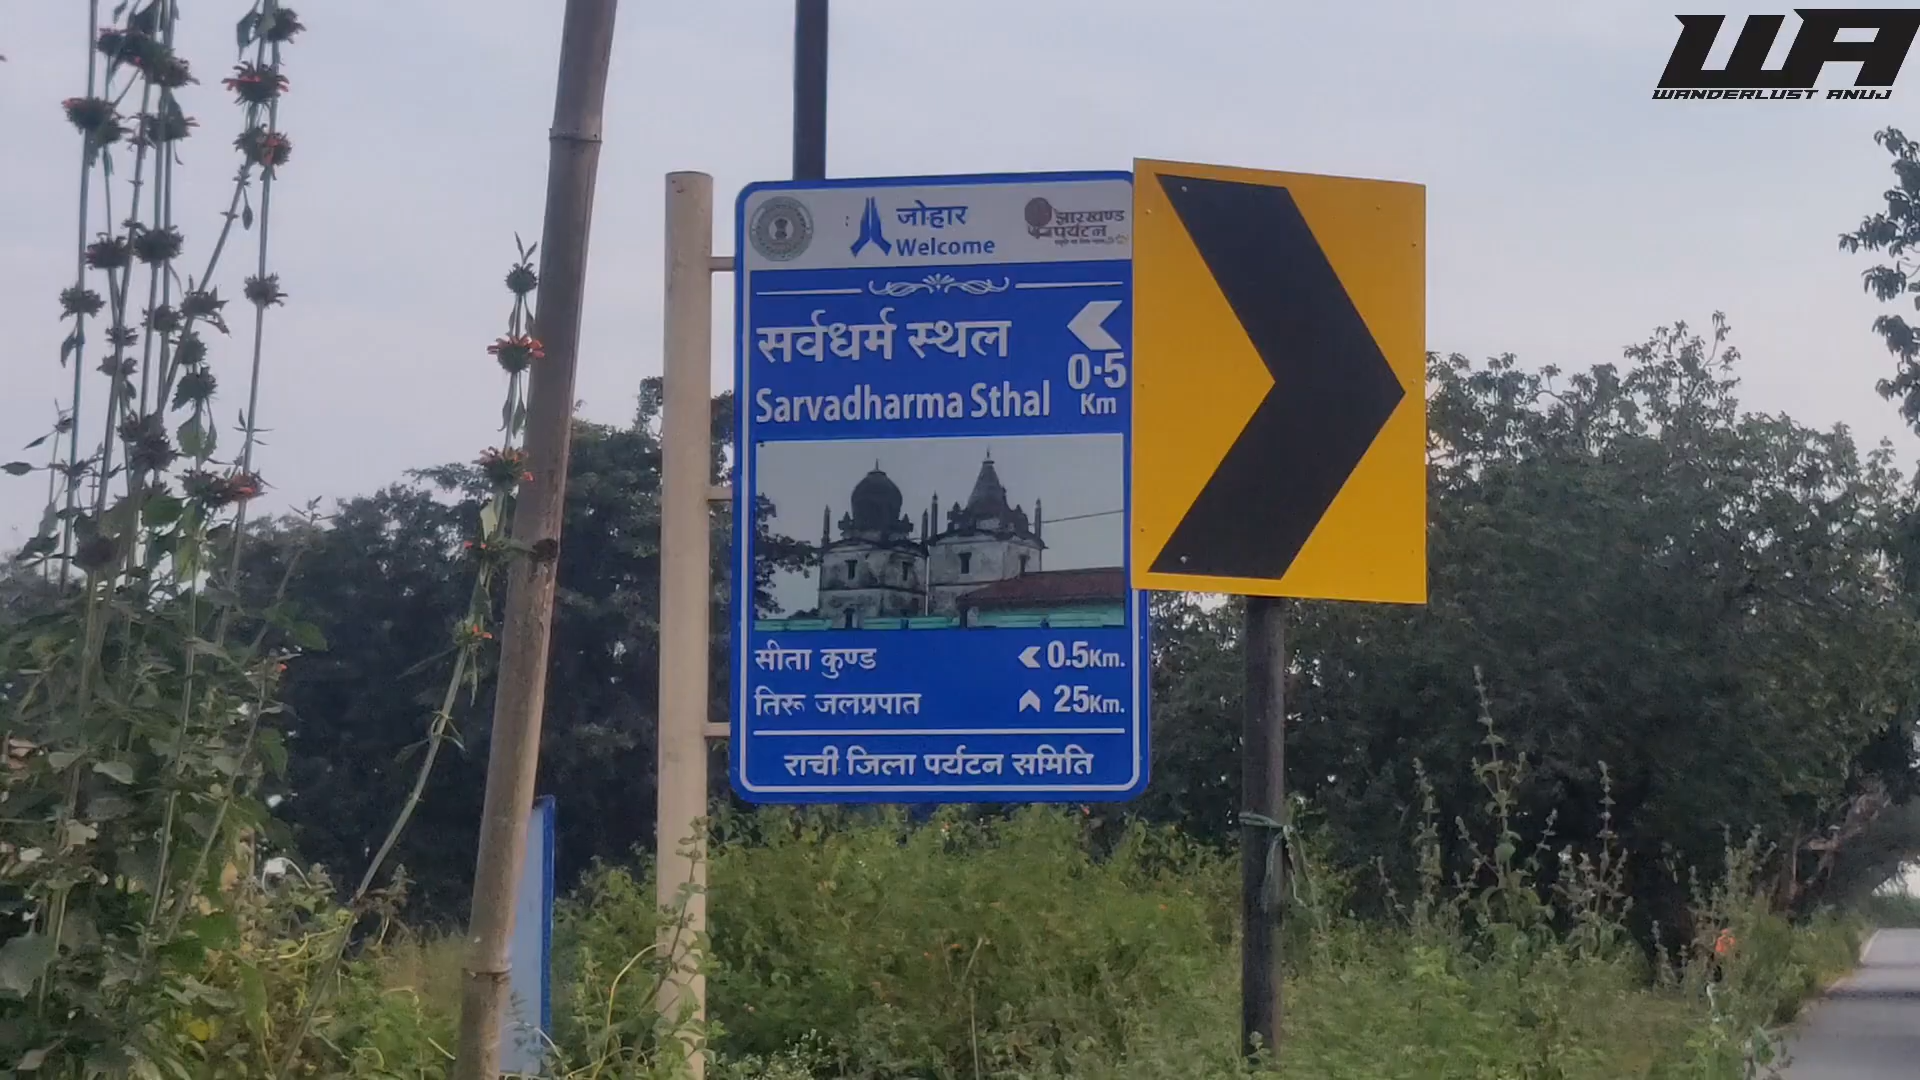 WA
WANDERLUST ANUJ
जोहार
Welcome
झारखण्ड
पर्यटन
सर्वधर्म स्थल
0·5
Sarvadharma Sthal
Km
सीता कुण्ड 0.5Km.
तिरू जलप्रपात 25Km.
राची जिला पर्यटन समिति